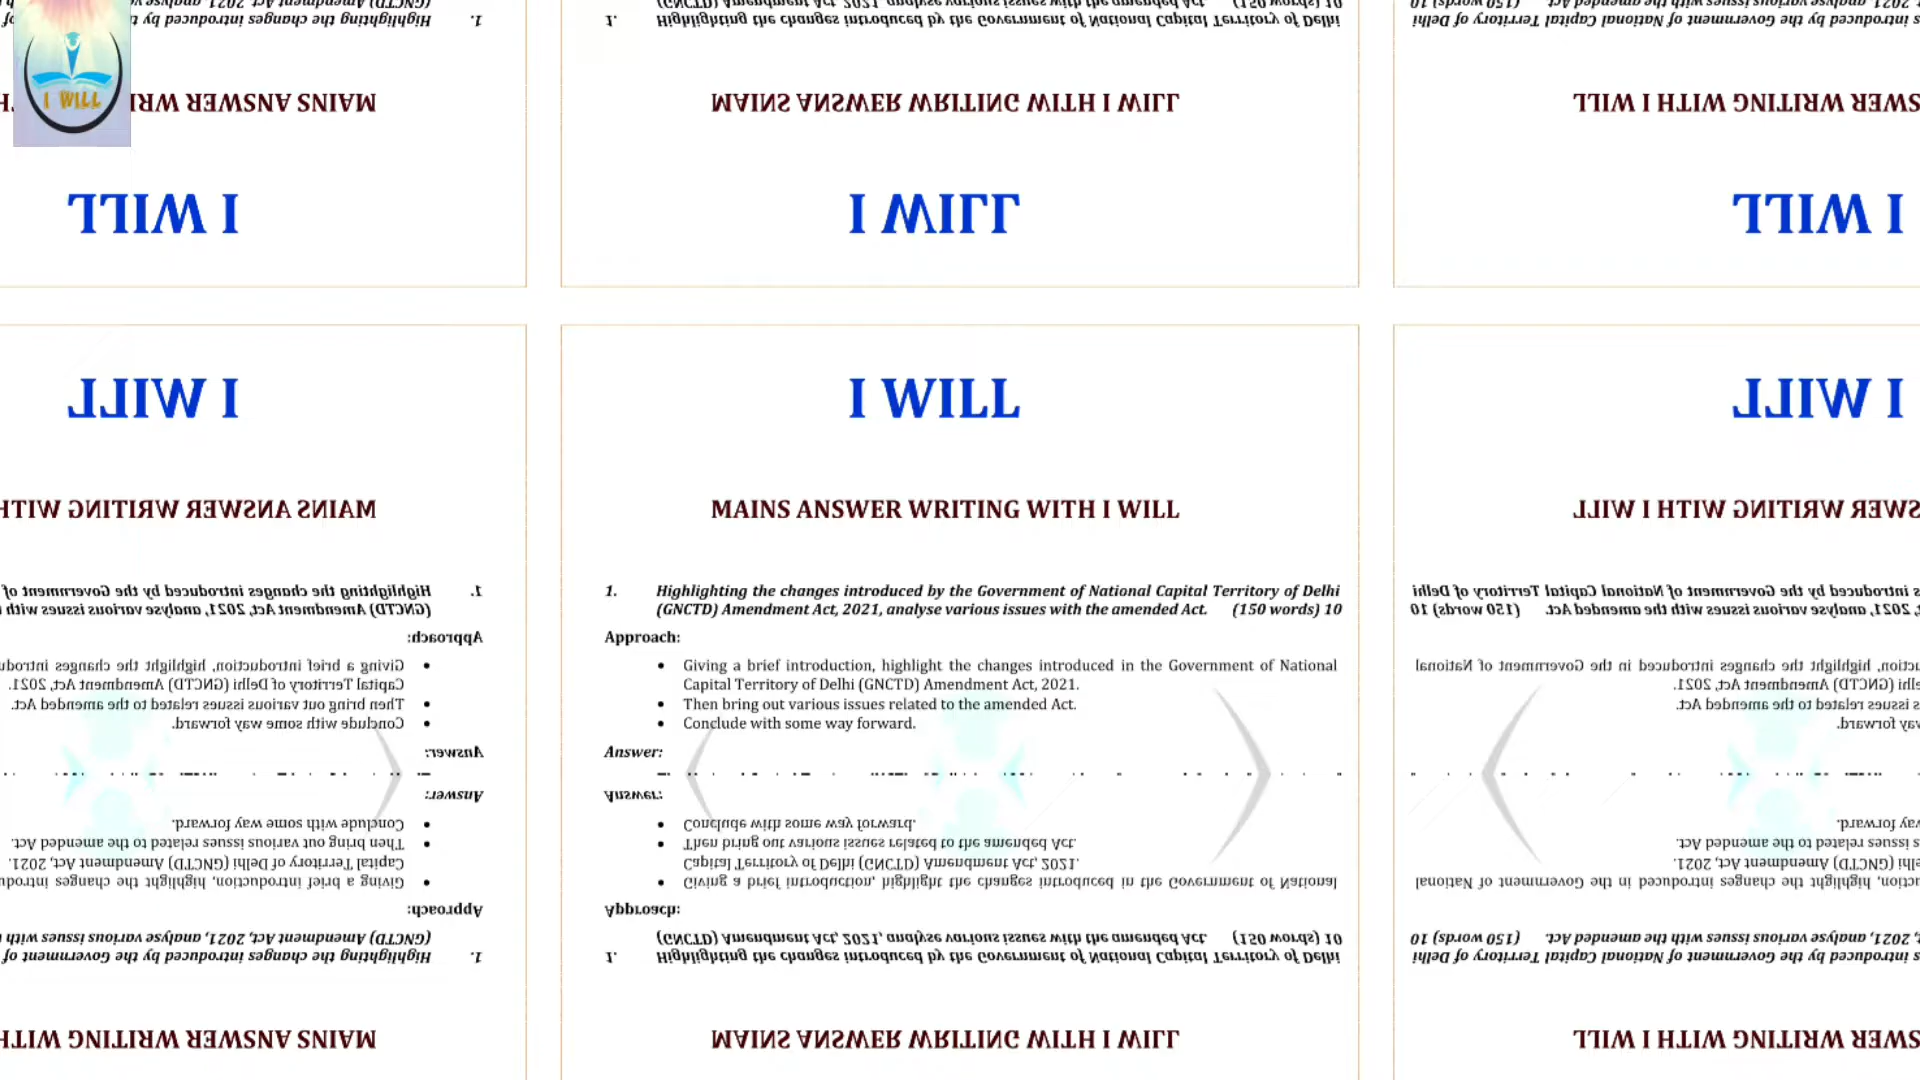 I WILL
I WILL
MAINS ANSWER WRITING WITH I WILL
1. Highlighting the changes introduced by the Government of National Capital Territory of Delhi
(GNCTD) Amendment Act, 2021, analyse various issues with the amended Act. (150 words) 10
Approach:
• Giving a brief introduction, highlight the changes introduced in the Government of National
Capital Territory of Delhi (GNCTD) Amendment Act, 2021.
• Then bring out various issues related to the amended Act.
• Conclude with some way forward.
Answer: